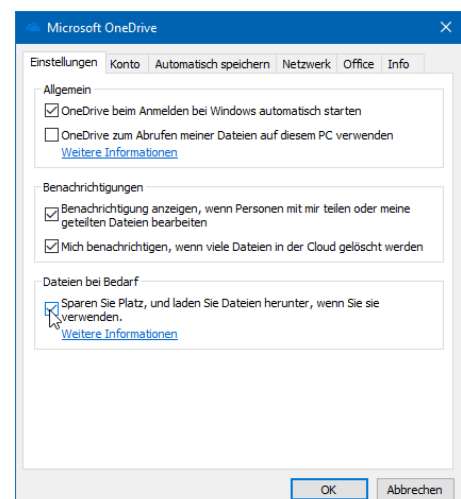 Microsoft OneDrive
Einstellungen Konto Automatisch speichern Netzwerk Office Info
Allgemein
OneDrive beim Anmelden bei Windows automatisch starten
OneDrive zum Abrufen meiner Dateien auf diesem PC verwenden
Weitere Informationen
Benachrichtigungen
Benachrichtigung anzeigen, wenn Personen mit mir teilen oder meine
geteilten Dateien bearbeiten
Mich benachrichtigen, wenn viele Dateien in der Cloud gelöscht werden
Dateien bei Bedarf
Sparen Sie Platz, und laden Sie Dateien herunter, wenn Sie sie
verwenden.
Weitere Informationen
OK Abbrechen